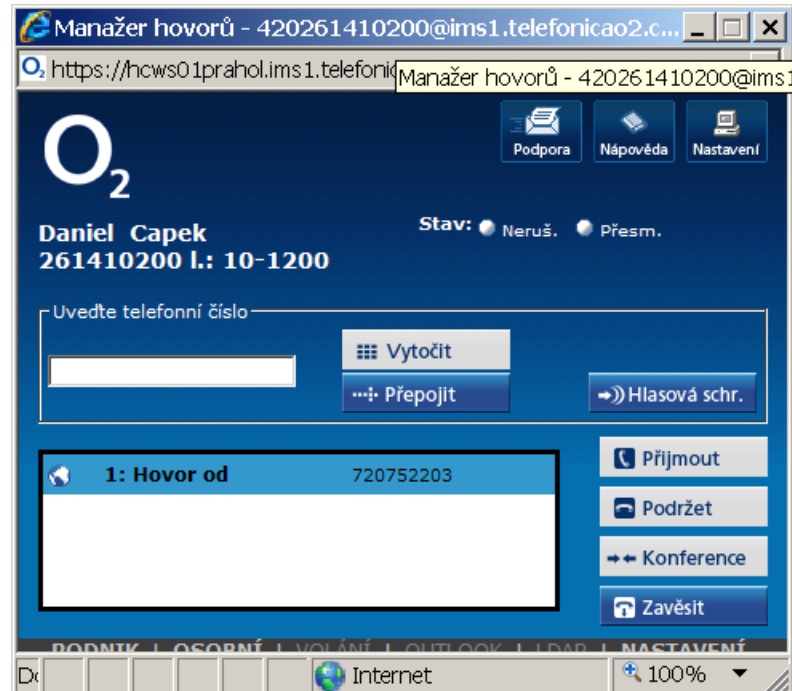 Manažer hovorů - 420261410200@ims1.telefonicao2.c...
O2 https://hcws01prahol.ims1.telefonic
Manažer hovorů - 420261410200@ims1
O2
Podpora
Nápověda
Nastavení
Daniel Capek
261410200 l.: 10-1200
Stav: Neruš. Přesm.
Uveďte telefonní číslo
Vytočit
Přepojit
Hlasová schr.
1: Hovor od 720752203
Přijmout
Podržet
Konference
Zavěsit
PODNIK | OSOBNÍ | VOLÁNÍ | OUTLOOK | LDAP | NASTAVENÍ
Internet
100%